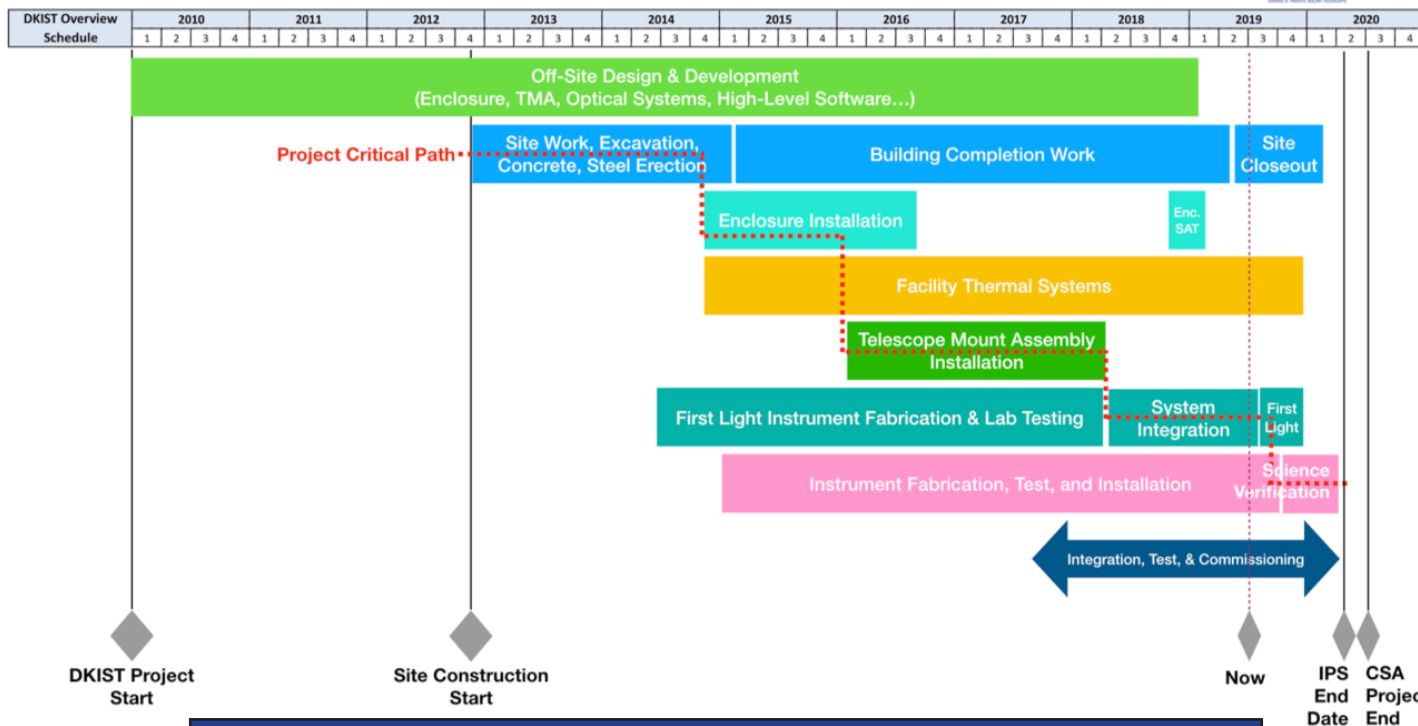 DKIST Overview 2010 2011 2012 2013 2014 2015 2016 2017 2018 2019 2020
Schedule 1 2 3 4 1 2 3 4 1 2 3 4 1 2 3 4 1 2 3 4 1 2 3 4 1 2 3 4 1 2 3 4 1 2 3 4 1 2 3 4 1 2 3 4
Off-Site Design & Development
(Enclosure, TMA, Optical Systems, High-Level Software…)
Project Critical Path
Site Work, Excavation,
Concrete, Steel Erection
Building Completion Work
Site
Closeout
Enclosure Installation
Enc.
SAT
Facility Thermal Systems
Telescope Mount Assembly
Installation
First Light Instrument Fabrication & Lab Testing
System
Integration
First
Light
Instrument Fabrication, Test, and Installation
Science
Verification
Integration, Test, & Commissioning
DKIST Project
Start
Site Construction
Start
Now
IPS
End
Date
CSA
Projec
End